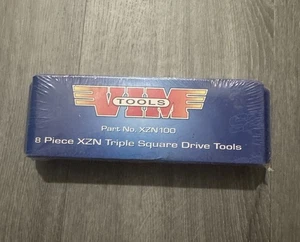 VIM
TOOLS
Part No. XZN100
8 Piece XZN Triple Square Drive Tools